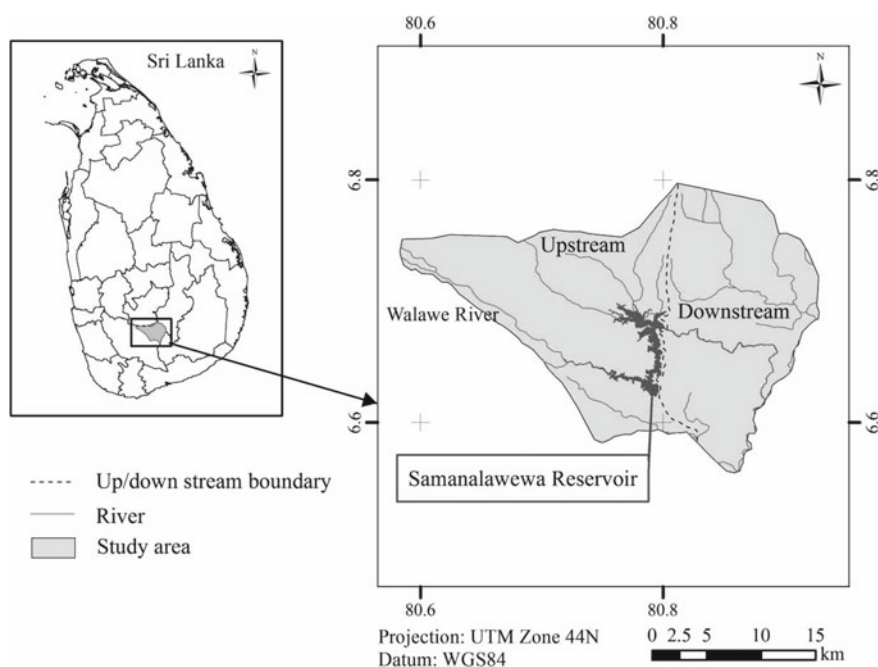 Sri Lanka
N
80.6
80.8
N
6.8
6.8
Upstream
Walawe River
Downstream
6.6
6.6
Samanalawewa Reservoir
Up/down stream boundary
River
Study area
80.6
80.8
Projection: UTM Zone 44N
Datum: WGS84
0 2.5 5 10 15
km